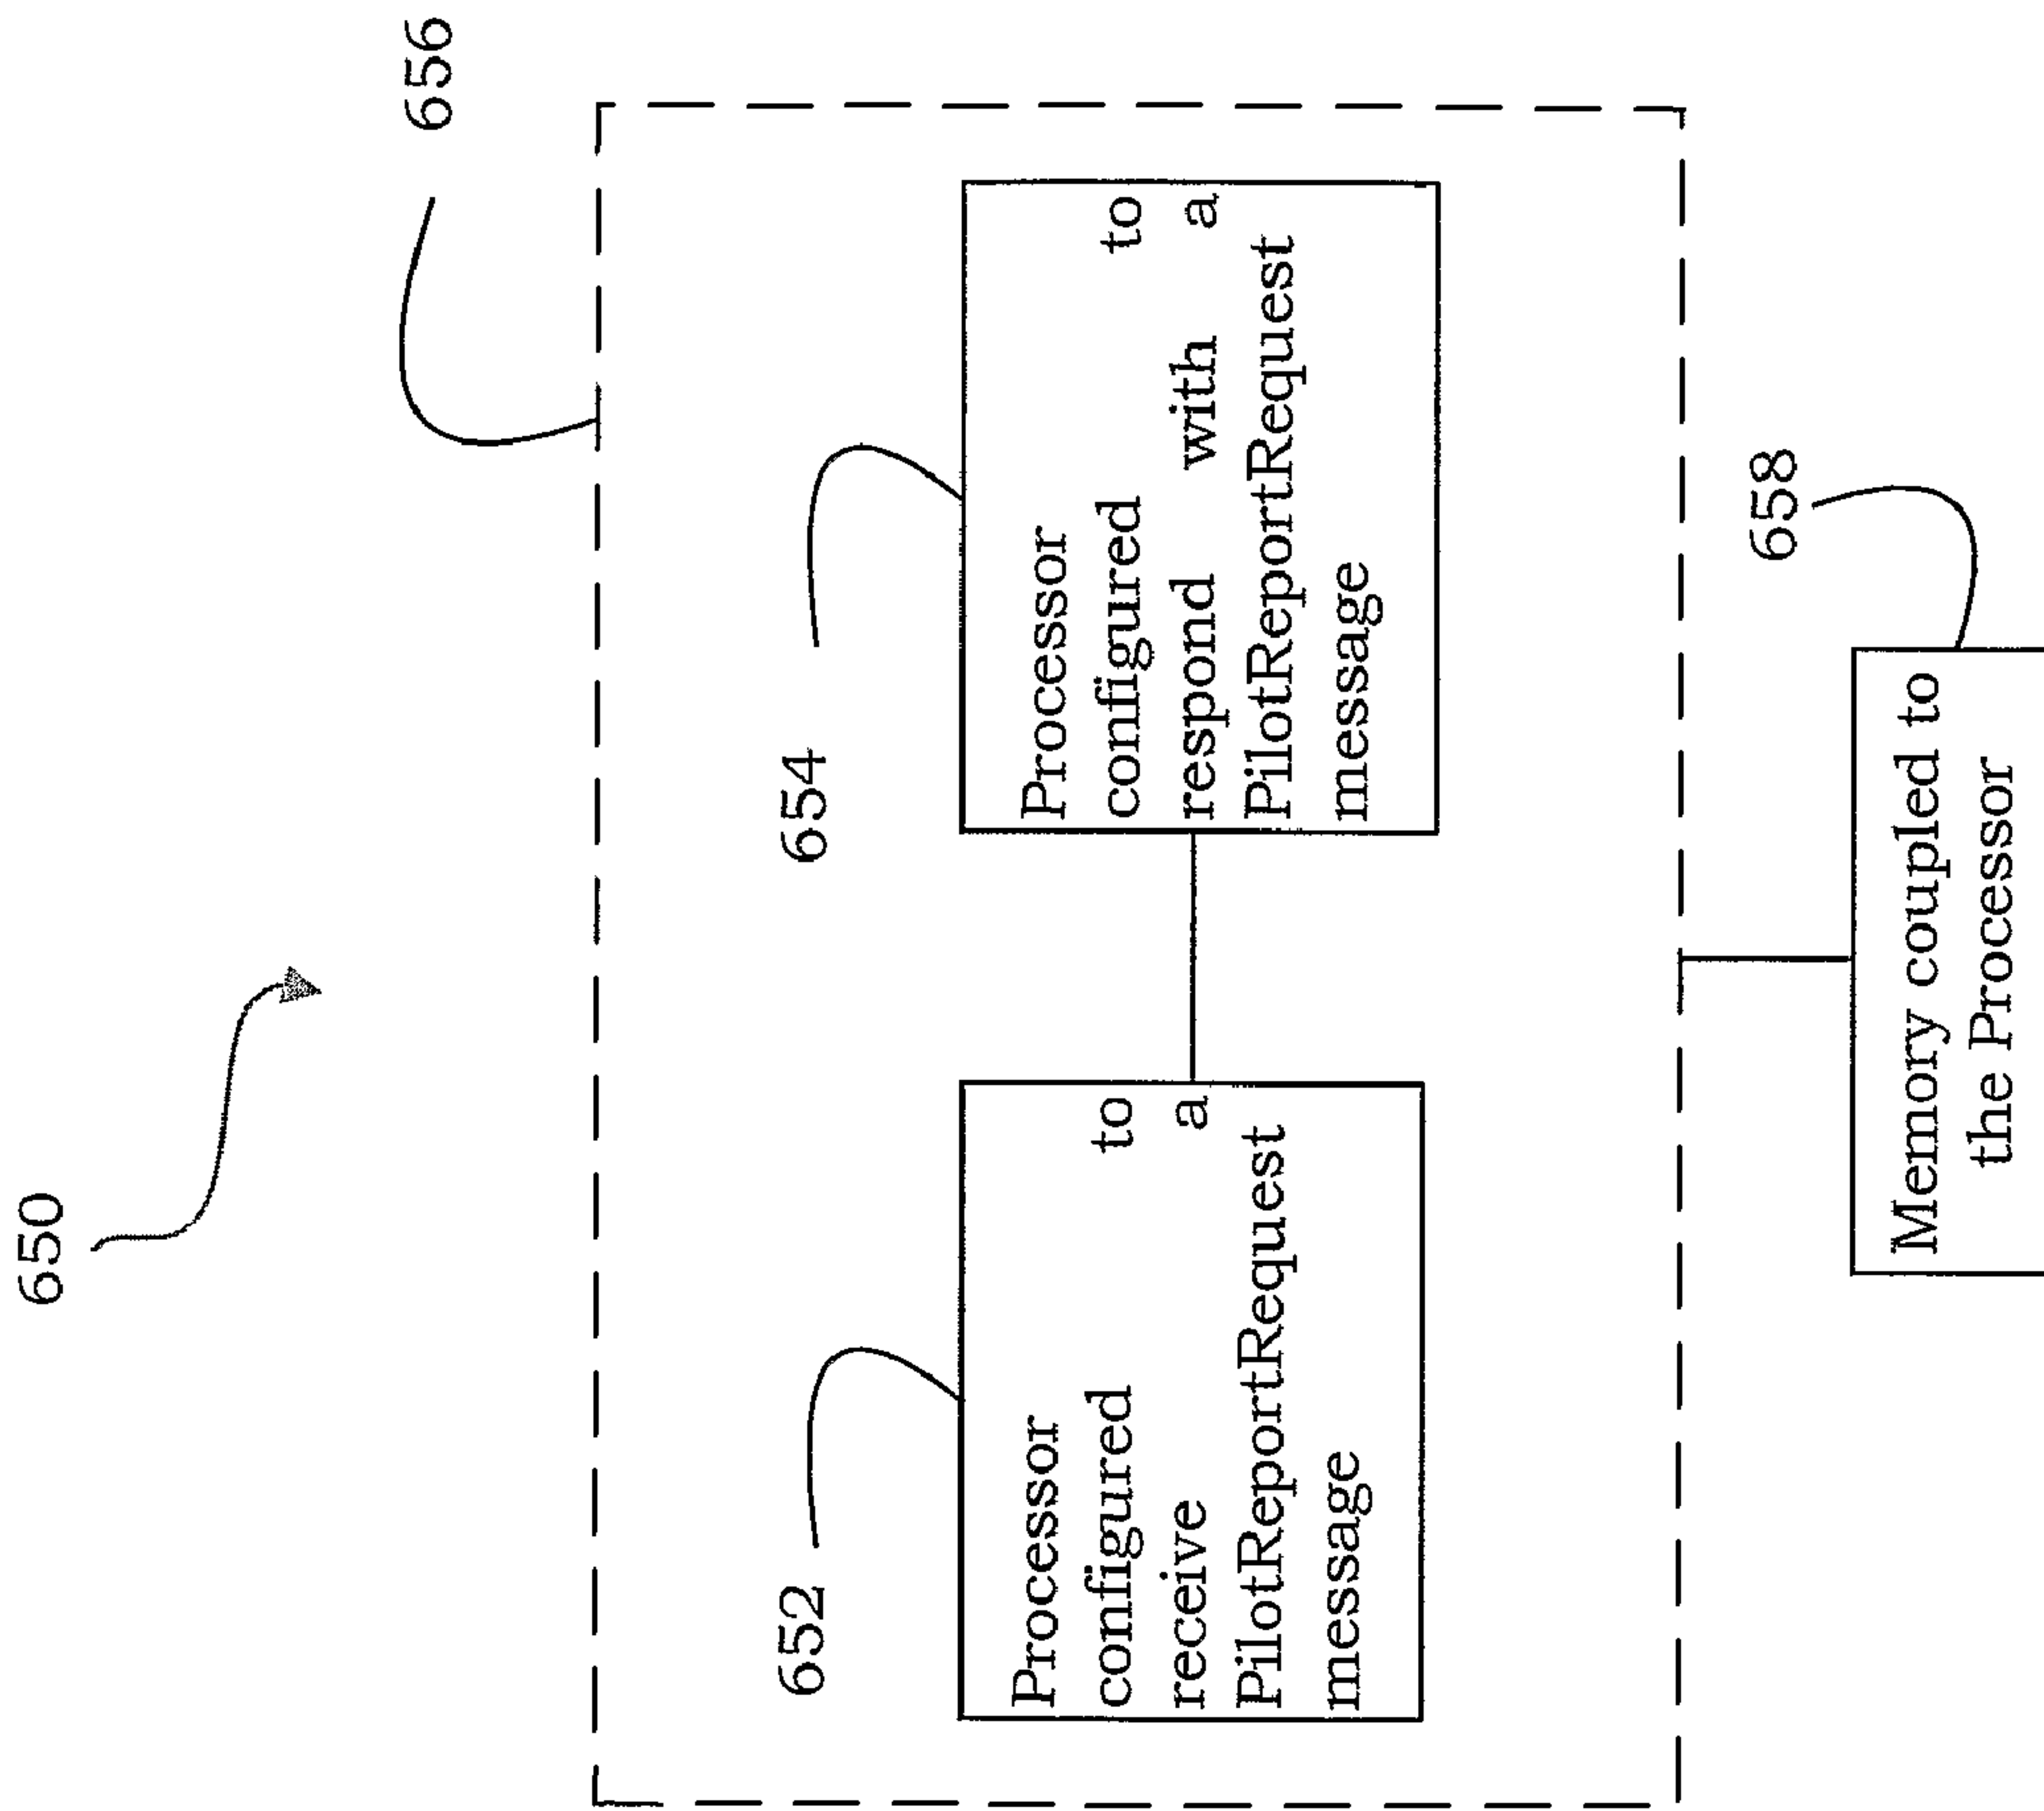 650
656
652
Processor
configured to
receive a
PilotReportRequest
message
654
Processor
configured to
respond with a
PilotReportRequest
message
658
Memory coupled to
the Processor